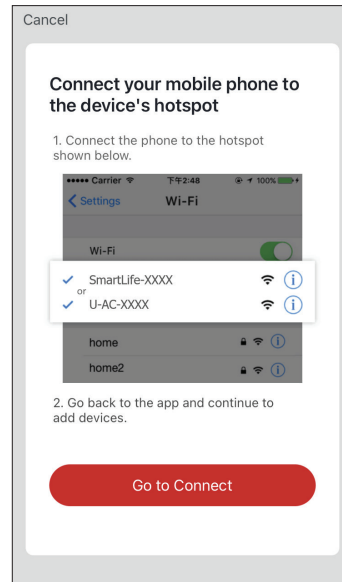 Cancel
Connect your mobile phone to
the device's hotspot
1. Connect the phone to the hotspot
shown below.
Carrier 下午2:48 100%
Settings Wi-Fi
Wi-Fi
SmartLife-XXXX
or
U-AC-XXXX
home
home2
2. Go back to the app and continue to
add devices.
Go to Connect